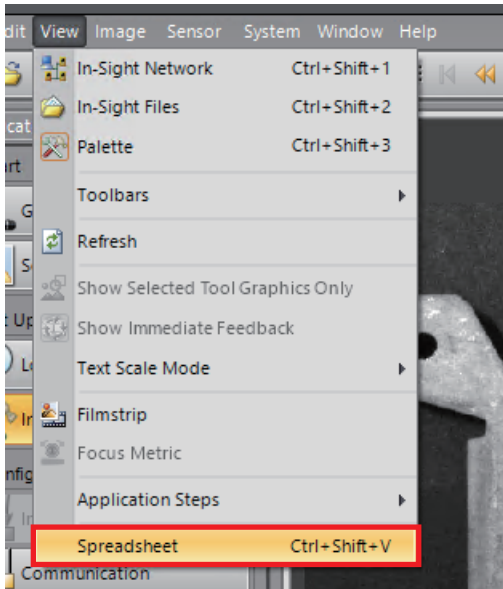 View Image Sensor System Window Help
In-Sight Network Ctrl+Shift+1
In-Sight Files Ctrl+Shift+2
Palette Ctrl+Shift+3
Toolbars
Refresh
Show Selected Tool Graphics Only
Show Immediate Feedback
Text Scale Mode
Filmstrip
Focus Metric
Application Steps
Spreadsheet Ctrl+Shift+V
Communication